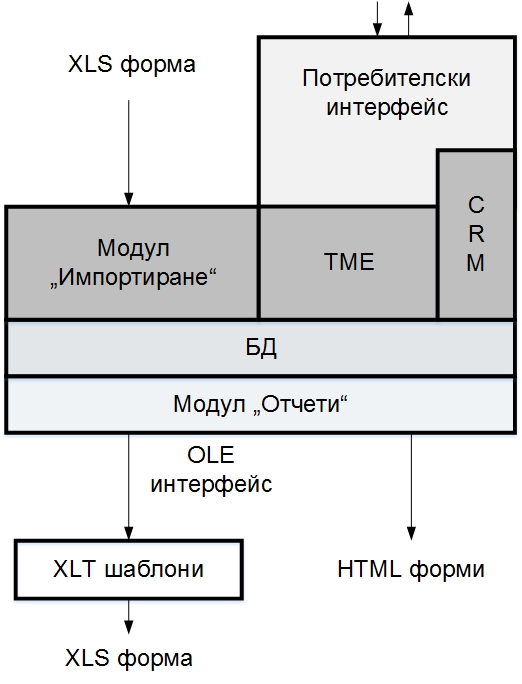 XLS форма
Потребителски
интерфейс
C
R
M
Модул
„Импортиране“
TME
БД
Модул „Отчети“
OLE
интерфейс
XLT шаблони
HTML форми
XLS форма